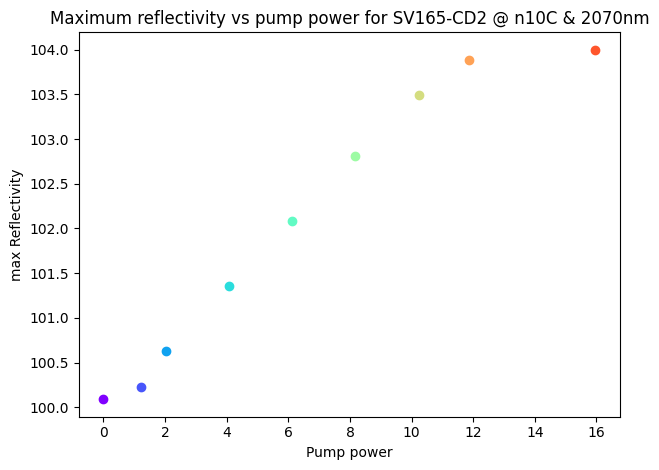 Maximum reflectivity vs pump power for SV165-CD2 @ n10C & 2070nm
104.0
103.5
103.0
102.5
102.0
101.5
101.0
100.5
100.0
max Reflectivity
0 2 4 6 8 10 12 14 16
Pump power